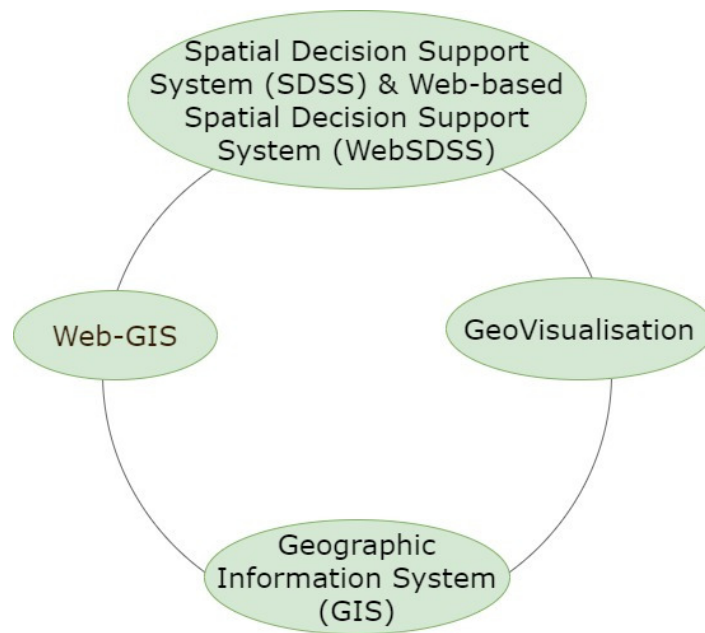 Spatial Decision Support
System (SDSS) & Web-based
Spatial Decision Support
System (WebSDSS)
Web-GIS
GeoVisualisation
Geographic
Information System
(GIS)